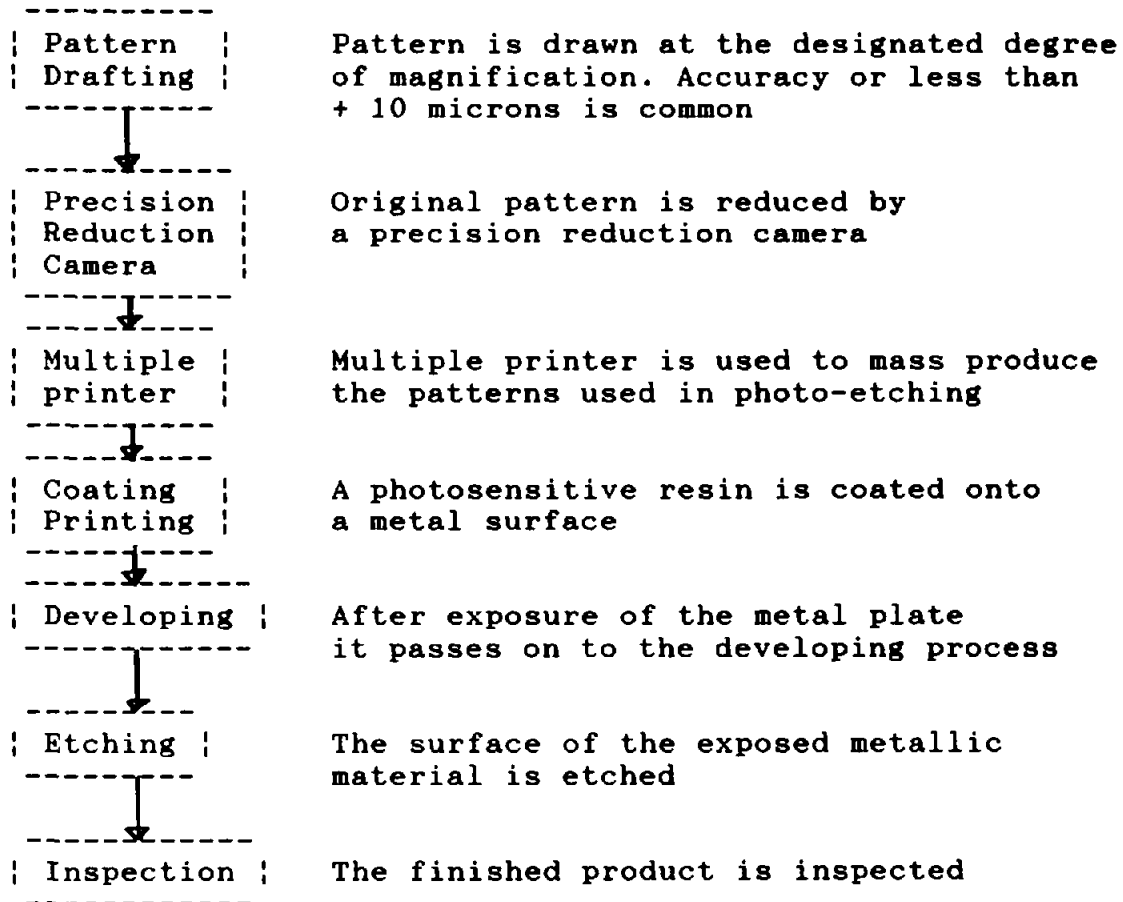 Pattern Pattern is drawn at the designated degree
Drafting of magnification. Accuracy or less than
+ 10 microns is common
Precision Original pattern is reduced by
Reduction a precision reduction camera
Camera
Multiple Multiple printer is used to mass produce
printer the patterns used in photo-etching
Coating A photosensitive resin is coated onto
Printing a metal surface
Developing After exposure of the metal plate
it passes on to the developing process
Etching The surface of the exposed metallic
material is etched
Inspection The finished product is inspected